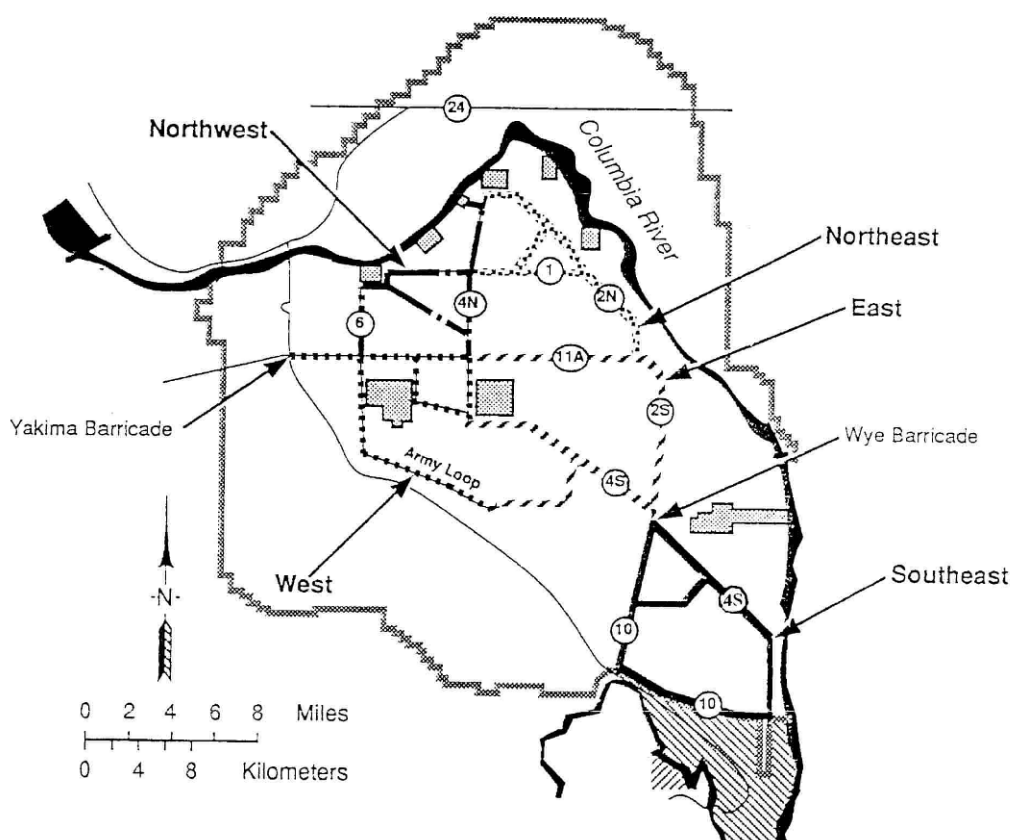 24
Northwest
Columbia River
Northeast
1
2N
4N
East
6
11A
2S
Yakima Barricade
Wye Barricade
Army Loop
4S
West
Southeast
-N-
4S
10
10
0 2 4 6 8 Miles
0 4 8 Kilometers